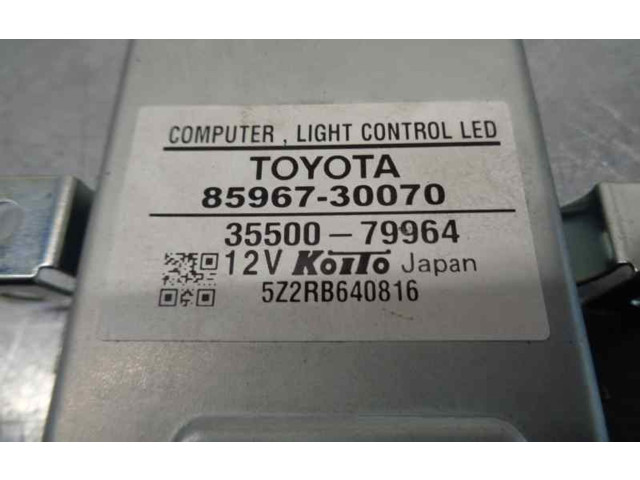 COMPUTER , LIGHT CONTROL LED
TOYOTA
85967-30070
35500-79964
12V KOITO Japan
5Z2RB640816